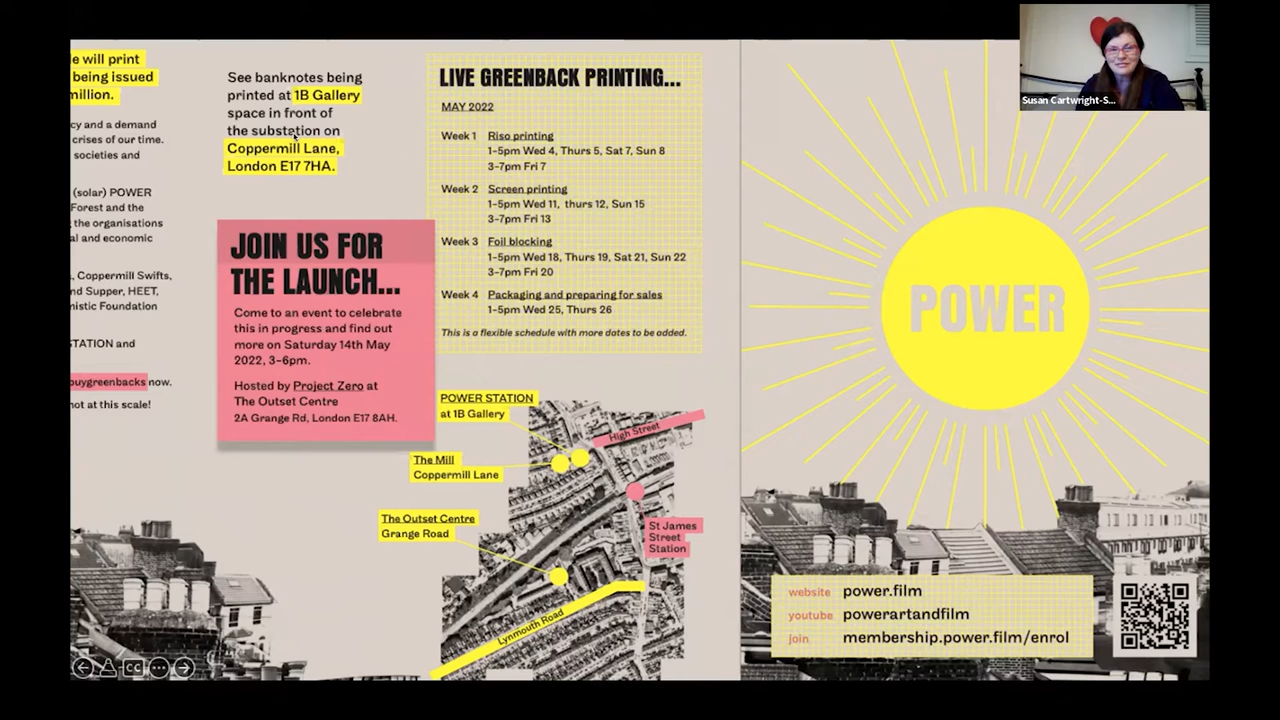 e will print
being issued
million.
cy and a demand
crises of our time.
societies and
(solar) POWER
Forest and the
the organisations
al and economic
, Coppermill Swifts,
nd Supper, HEET,
nistic Foundation
STATION and
buygreenbacks now.
not at this scale!
See banknotes being
printed at 1B Gallery
space in front of
the substation on
Coppermill Lane,
London E17 7HA.
JOIN US FOR
THE LAUNCH...
Come to an event to celebrate
this in progress and find out
more on Saturday 14th May
2022, 3–6pm.
Hosted by Project Zero at
The Outset Centre
2A Grange Rd, London E17 8AH.
LIVE GREENBACK PRINTING...
MAY 2022
Week 1 Riso printing
1–5pm Wed 4, Thurs 5, Sat 7, Sun 8
3–7pm Fri 7
Week 2 Screen printing
1–5pm Wed 11, thurs 12, Sun 15
3–7pm Fri 13
Week 3 Foil blocking
1–5pm Wed 18, Thurs 19, Sat 21, Sun 22
3–7pm Fri 20
Week 4 Packaging and preparing for sales
1–5pm Wed 25, Thurs 26
This is a flexible schedule with more dates to be added.
POWER STATION
at 1B Gallery
High Street
The Mill
Coppermill Lane
The Outset Centre
Grange Road
St James
Street
Station
Lynmouth Road
POWER
website power.film
youtube powerartandfilm
join membership.power.film/enrol
Susan Cartwright-S...
CC